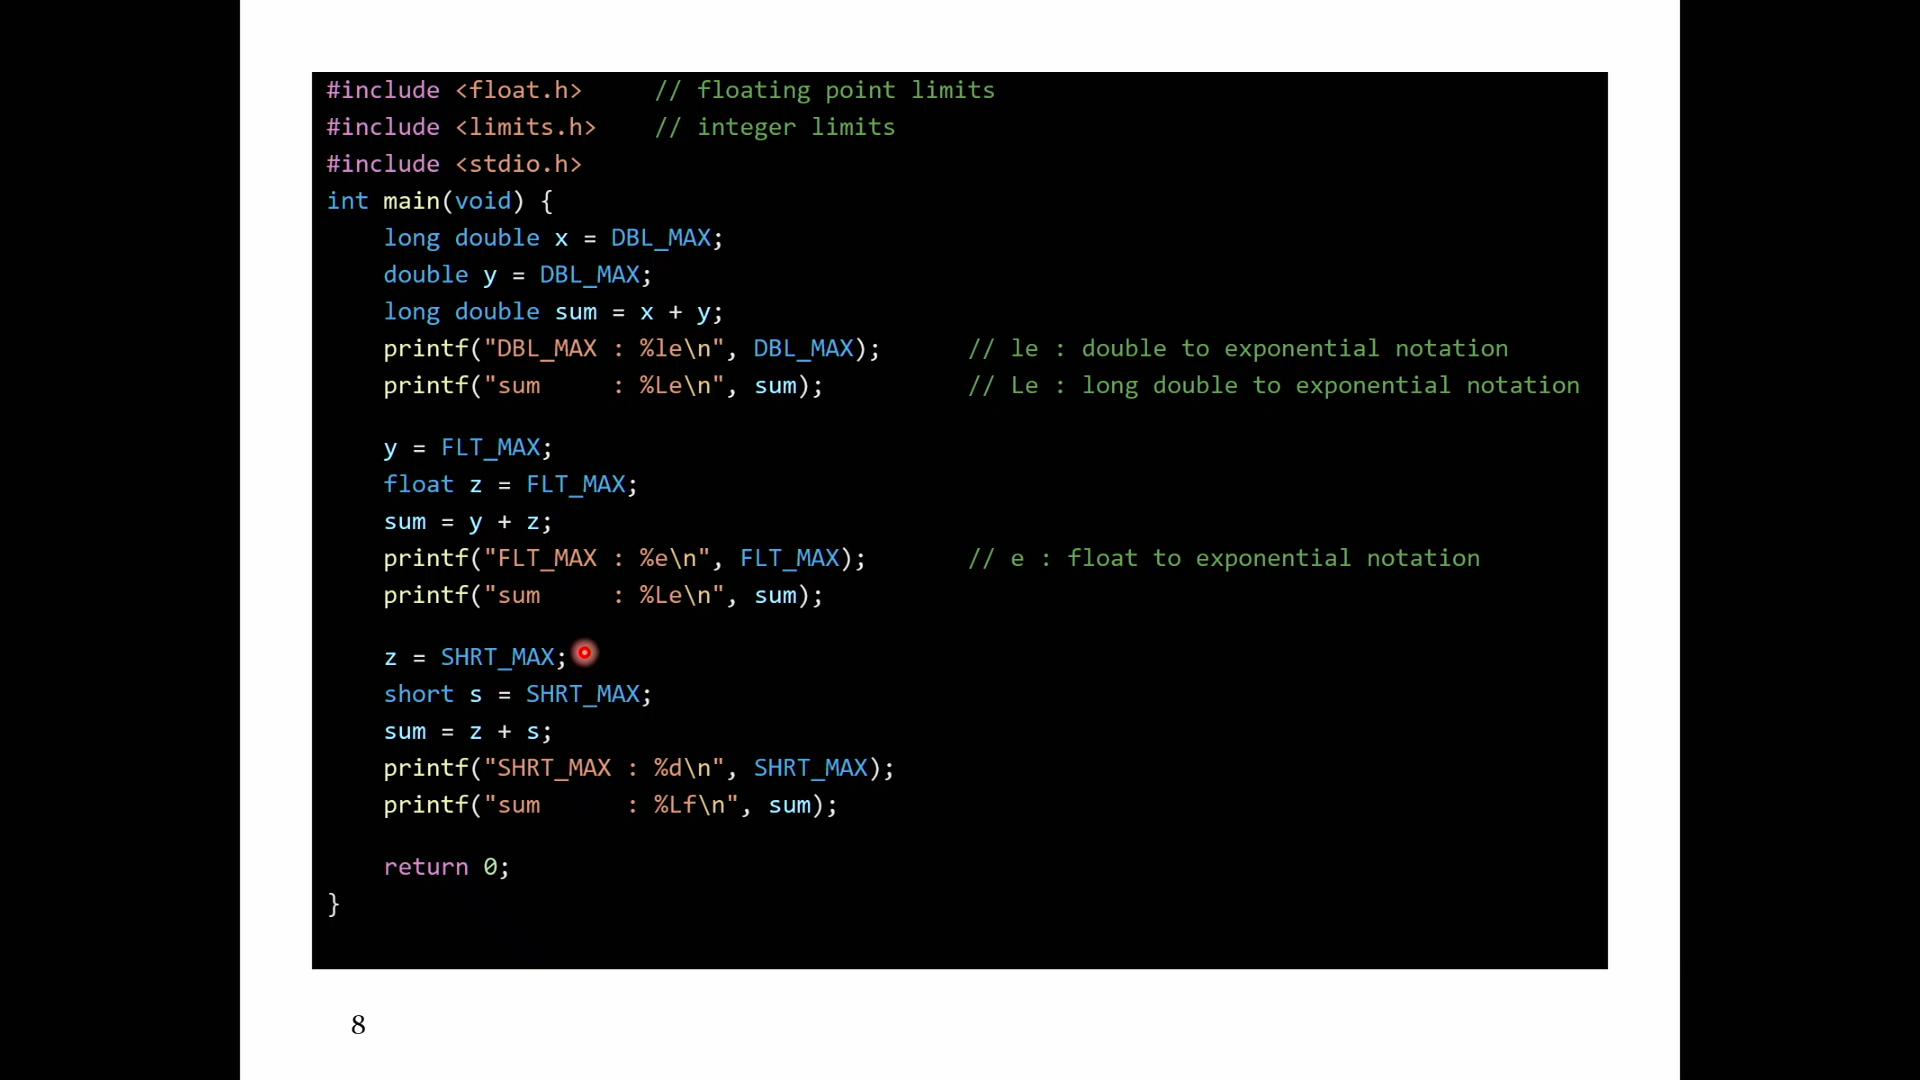 #include <float.h>     // floating point limits
#include <limits.h>    // integer limits
#include <stdio.h>
int main(void) {
    long double x = DBL_MAX;
    double y = DBL_MAX;
    long double sum = x + y;
    printf("DBL_MAX : %le\n", DBL_MAX);      // le : double to exponential notation
    printf("sum     : %Le\n", sum);          // Le : long double to exponential notation
    y = FLT_MAX;
    float z = FLT_MAX;
    sum = y + z;
    printf("FLT_MAX : %e\n", FLT_MAX);       // e : float to exponential notation
    printf("sum     : %Le\n", sum);
    z = SHRT_MAX;
    short s = SHRT_MAX;
    sum = z + s;
    printf("SHRT_MAX : %d\n", SHRT_MAX);
    printf("sum      : %Lf\n", sum);
    return 0;
}
8